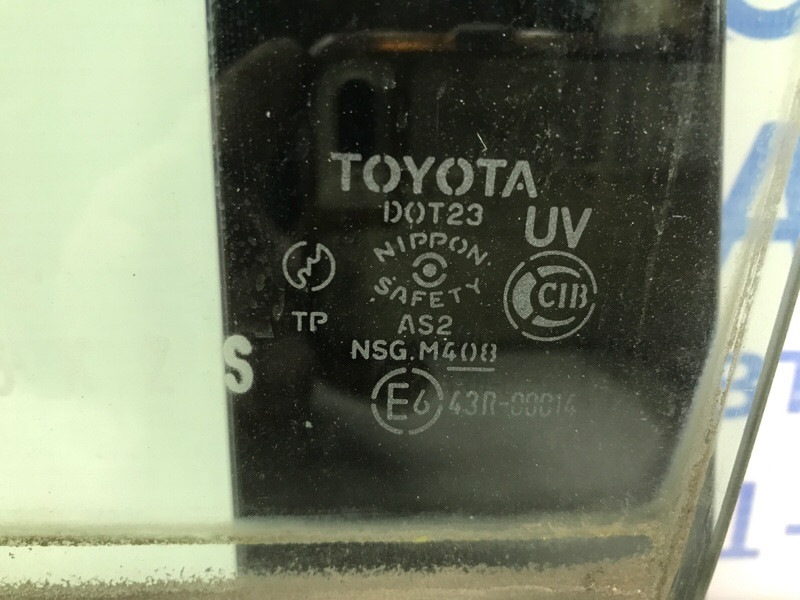 TOYOTA
DOT23
UV
NIPPON
SAFETY
CIB
TP
AS2
NSG.M408
S
E6 43R-00014